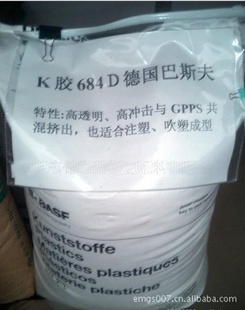 K 胶 684 D 德国巴斯夫
特性:高透明、高冲击与 GPPS 共
混挤出，也适合注塑、吹塑成型
BASF
Kunststoffe
Plastics
Matières plastiques
Plásticos
Materie plastiche
emgs007.cn.alibaba.com